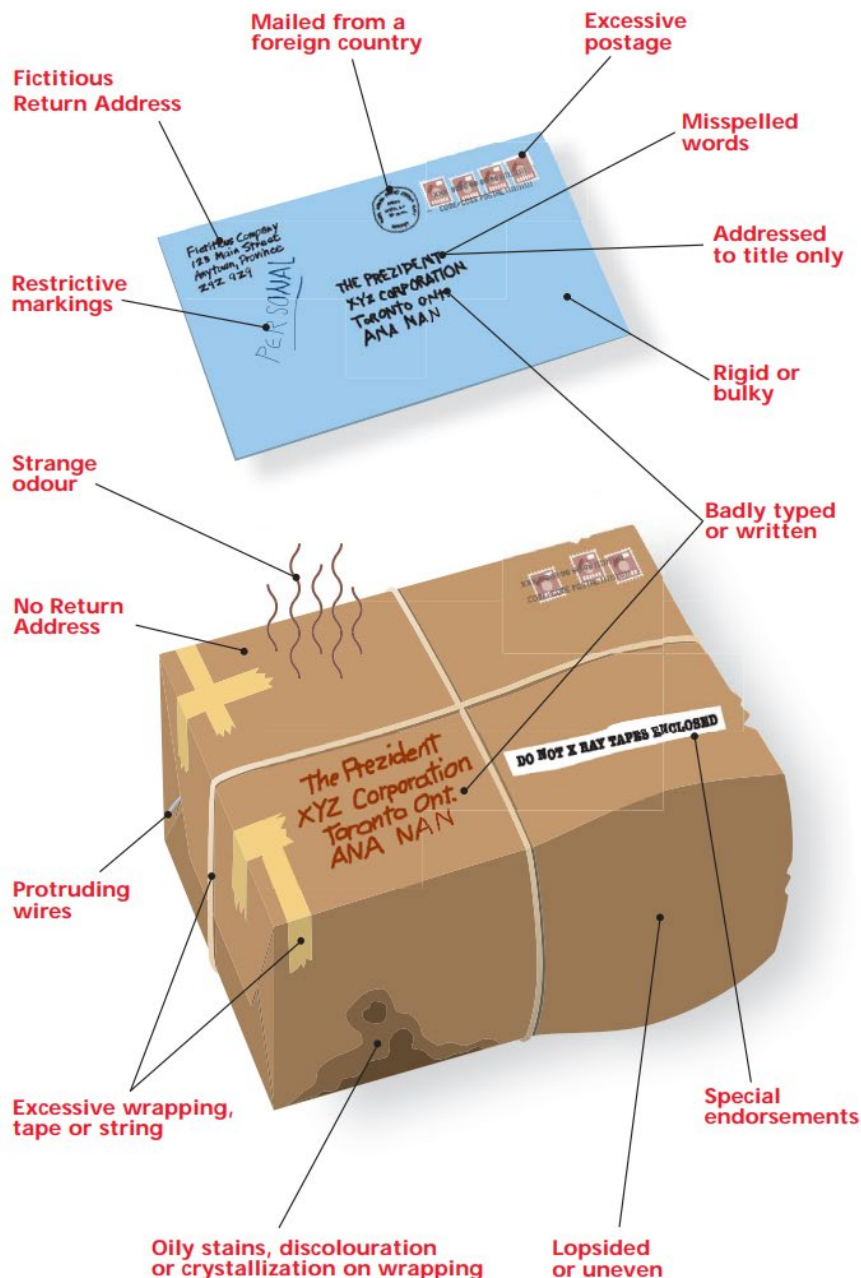 Mailed from a
foreign country
Excessive
postage
Fictitious
Return Address
Misspelled
words
Fictitious Company
123 Main Street
Anytown, Province
Z4Z 9Z9
Addressed
to title only
Restrictive
markings
PERSONAL
THE PREZIDENT
XYZ CORPORATION
TORONTO ONT
ANA NAN
Rigid or
bulky
Strange
odour
Badly typed
or written
No Return
Address
DO NOT X RAY TAPES ENCLOSED
The Prezident
XYZ Corporation
Toronto Ont.
ANA NAN
Protruding
wires
Excessive wrapping,
tape or string
Special
endorsements
Oily stains, discolouration
or crystallization on wrapping
Lopsided
or uneven